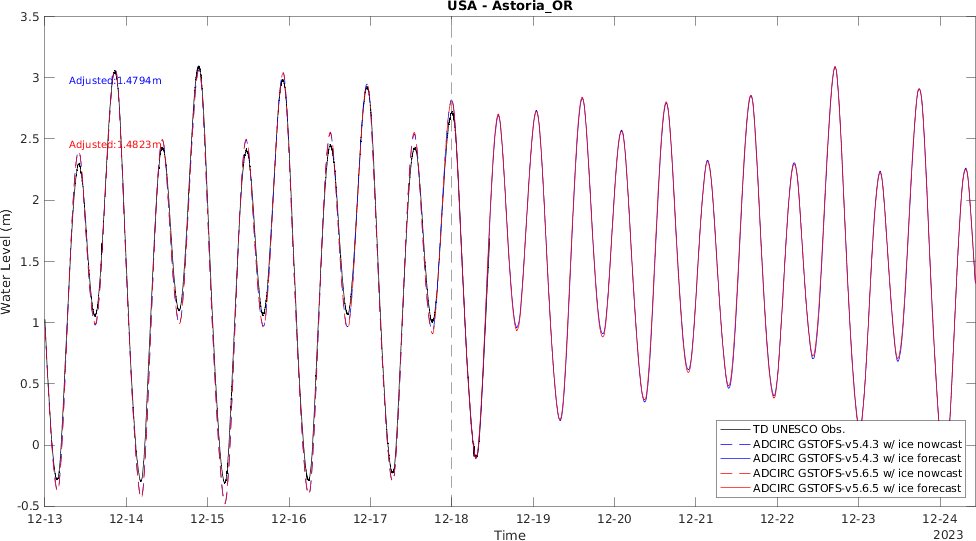 USA - Astoria_OR
3.5
3
2.5
2
1.5
1
0.5
0
-0.5
Water Level (m)
Adjusted:1.4794m
Adjusted:1.4823m
TD UNESCO Obs.
ADCIRC GSTOFS-v5.4.3 w/ ice nowcast
ADCIRC GSTOFS-v5.4.3 w/ ice forecast
ADCIRC GSTOFS-v5.6.5 w/ ice nowcast
ADCIRC GSTOFS-v5.6.5 w/ ice forecast
12-13 12-14 12-15 12-16 12-17 12-18 12-19 12-20 12-21 12-22 12-23 12-24
Time
2023